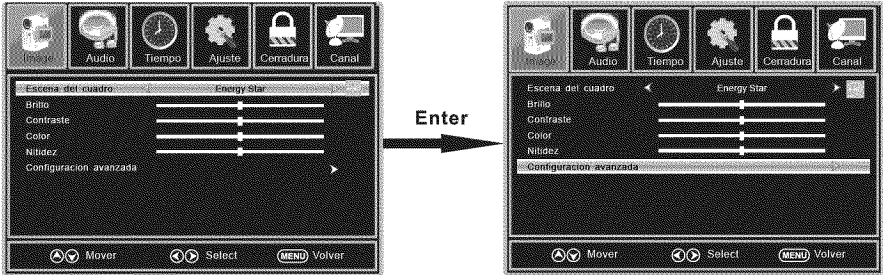 Image Audio Tiempo Ajuste Cerradura Canal
Escena del cuadro Energy Star
Brillo
Contraste
Color
Nitidez
Configuracion avanzada
Mover Select MENU Volver
Enter
Image Audio Tiempo Ajuste Cerradura Canal
Escena del cuadro Energy Star
Brillo
Contraste
Color
Nitidez
Configuracion avanzada
Mover Select MENU Volver